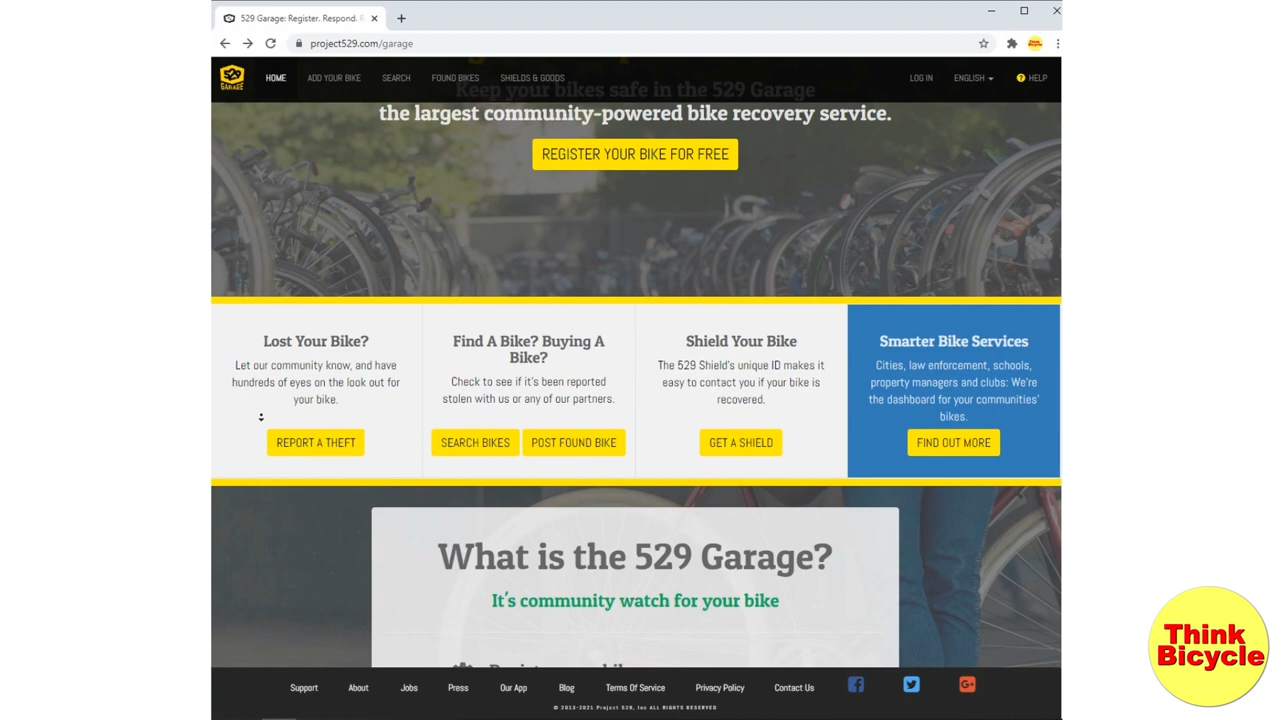 529 Garage: Register. Respond. R
project529.com/garage
Think
Bicycle
529
GARAGE
HOME
ADD YOUR BIKE
SEARCH
FOUND BIKES
SHIELDS & GOODS
LOG IN
ENGLISH
HELP
Keep your bikes safe in the 529 Garage
the largest community-powered bike recovery service.
REGISTER YOUR BIKE FOR FREE
Lost Your Bike?
Let our community know, and have
hundreds of eyes on the look out for
your bike.
REPORT A THEFT
Find A Bike? Buying A
Bike?
Check to see if it's been reported
stolen with us or any of our partners.
SEARCH BIKES
POST FOUND BIKE
Shield Your Bike
The 529 Shield's unique ID makes it
easy to contact you if your bike is
recovered.
GET A SHIELD
Smarter Bike Services
Cities, law enforcement, schools,
property managers and clubs: We're
the dashboard for your communities'
bikes.
FIND OUT MORE
What is the 529 Garage?
It's community watch for your bike
Support
About
Jobs
Press
Our App
Blog
Terms Of Service
Privacy Policy
Contact Us
© 2013-2021 Project 529, Inc ALL RIGHTS RESERVED
Think
Bicycle